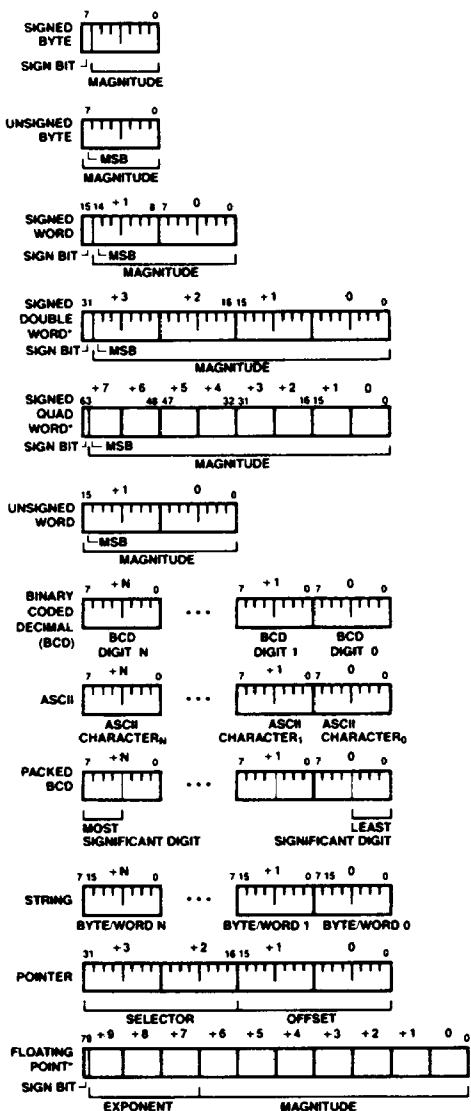 7 0
SIGNED
BYTE
SIGN BIT
MAGNITUDE
7 0
UNSIGNED
BYTE
MSB
MAGNITUDE
15 14 +1 8 7 0 0
SIGNED
WORD
SIGN BIT MSB
MAGNITUDE
31 +3 +2 16 15 +1 0 0
SIGNED
DOUBLE
WORD*
SIGN BIT MSB
MAGNITUDE
+7 +6 +5 +4 +3 +2 +1 0
63 48 47 32 31 16 15 0
SIGNED
QUAD
WORD*
SIGN BIT MSB
MAGNITUDE
15 +1 0 0
UNSIGNED
WORD
MSB
MAGNITUDE
7 +N 0 7 +1 0 7 0 0
BINARY
CODED
DECIMAL
(BCD)
...
BCD BCD BCD
DIGIT N DIGIT 1 DIGIT 0
7 +N 0 7 +1 0 7 0 0
ASCII ...
ASCII ASCII ASCII
CHARACTERN CHARACTER1 CHARACTER0
7 +N 0 7 +1 0 7 0 0
PACKED
BCD
...
MOST LEAST
SIGNIFICANT DIGIT SIGNIFICANT DIGIT
7 15 +N 0 7 15 +1 0 7 15 0 0
STRING ...
BYTE/WORD N BYTE/WORD 1 BYTE/WORD 0
31 +3 +2 16 15 +1 0 0
POINTER
SELECTOR OFFSET
79 +9 +8 +7 +6 +5 +4 +3 +2 +1 0 0
FLOATING
POINT*
SIGN BIT
EXPONENT MAGNITUDE